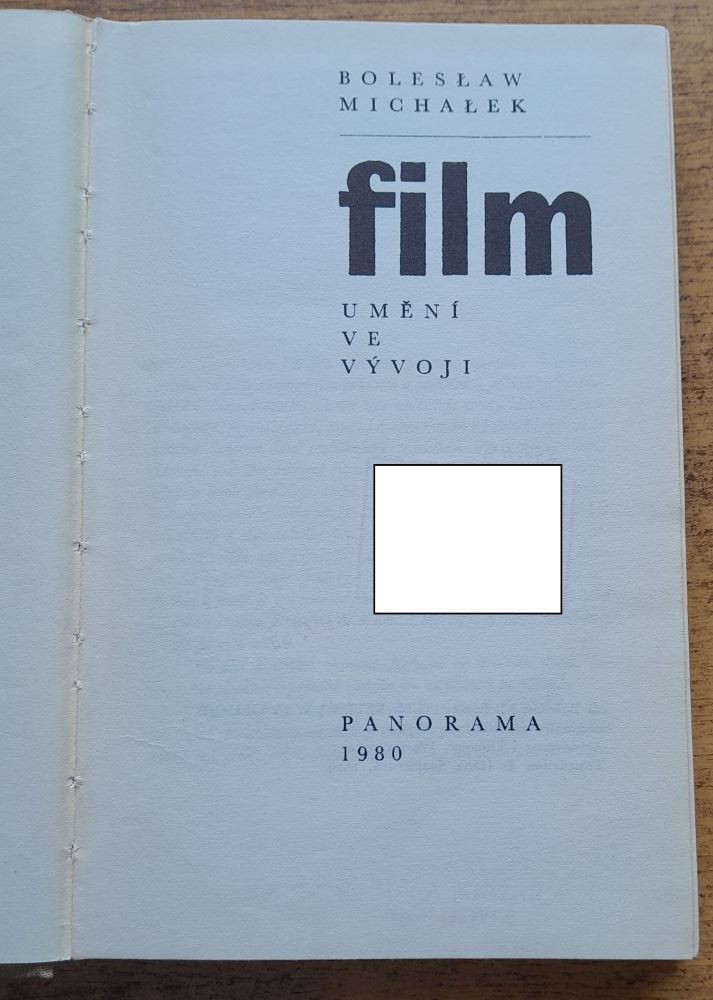 BOLESŁAW
MICHAŁEK
film
UMĚNÍ
VE
VÝVOJI
PANORAMA
1980